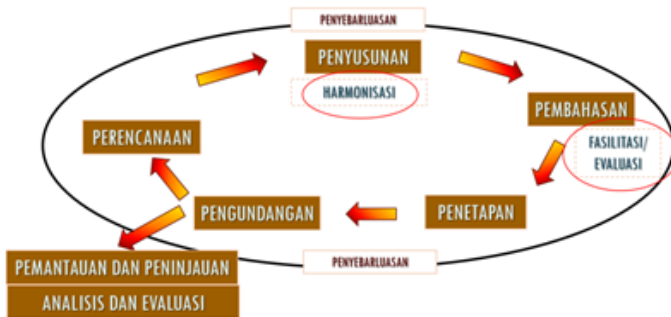 PENYEBARLUASAN
PENYUSUNAN
HARMONISASI
PEMBAHASAN
FASILITASI/
EVALUASI
PERENCANAAN
PENGUNDANGAN
PENETAPAN
PENYEBARLUASAN
PEMANTAUAN DAN PENINJAUAN
ANALISIS DAN EVALUASI